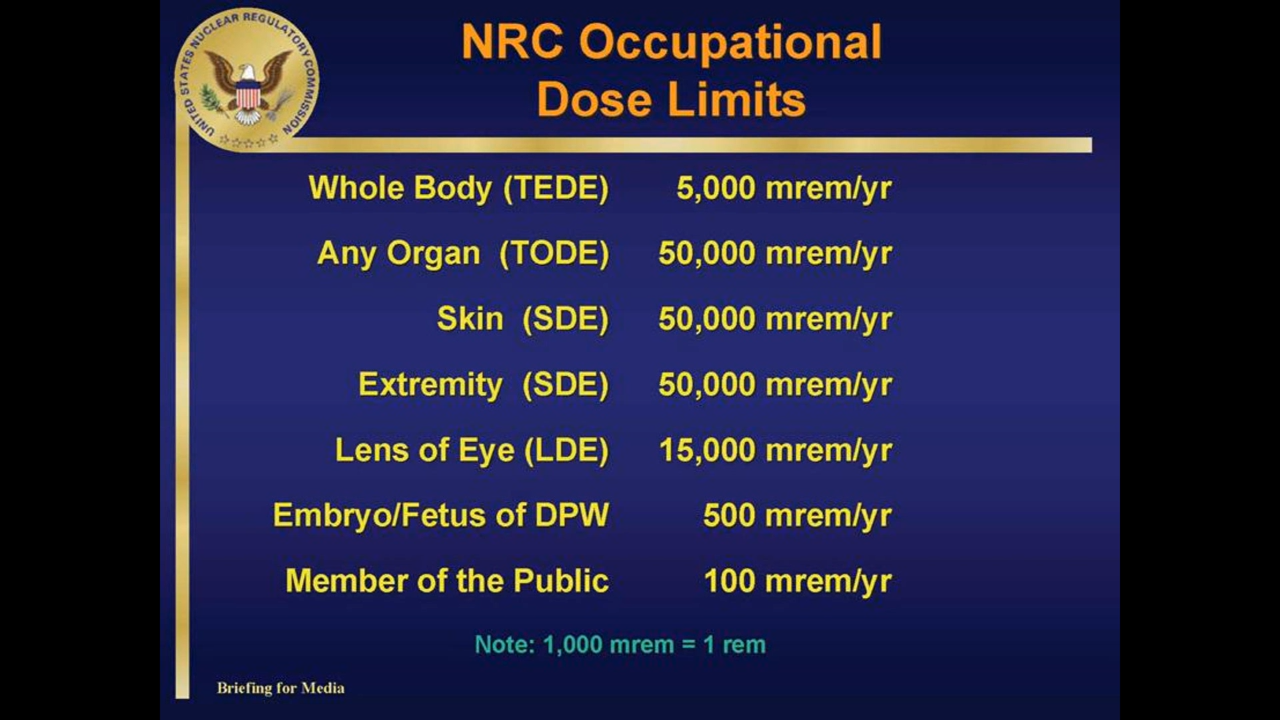 UNITED STATES NUCLEAR REGULATORY COMMISSION
NRC Occupational
Dose Limits
Whole Body (TEDE) 5,000 mrem/yr
Any Organ (TODE) 50,000 mrem/yr
Skin (SDE) 50,000 mrem/yr
Extremity (SDE) 50,000 mrem/yr
Lens of Eye (LDE) 15,000 mrem/yr
Embryo/Fetus of DPW 500 mrem/yr
Member of the Public 100 mrem/yr
Note: 1,000 mrem = 1 rem
Briefing for Media